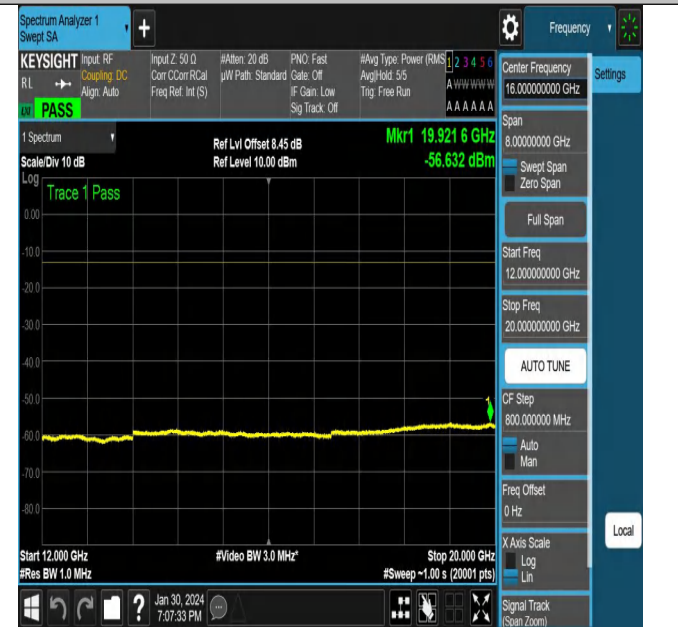 Spectrum Analyzer 1
Swept SA
Frequency
KEYSIGHT
RL
PASS
Input: RF
Coupling: DC
Align: Auto
Input Z: 50 Ω
Corr CCorr RCal
Freq Ref: Int (S)
#Atten: 20 dB
µW Path: Standard
PNO: Fast
Gate: Off
IF Gain: Low
Sig Track: Off
#Avg Type: Power (RMS
Avg|Hold: 5/5
Trig: Free Run
1 2 3 4 5 6
A W W W W W
A A A A A A
Center Frequency
16.000000000 GHz
Settings
1 Spectrum
Scale/Div 10 dB
Ref Lvl Offset 8.45 dB
Ref Level 10.00 dBm
Mkr1 19.921 6 GHz
-56.632 dBm
Log
Trace 1 Pass
0.00
-10.0
-20.0
-30.0
-40.0
-50.0
-60.0
-70.0
-80.0
1
Start 12.000 GHz
#Res BW 1.0 MHz
#Video BW 3.0 MHz*
Stop 20.000 GHz
#Sweep ~1.00 s (20001 pts)
Span
8.00000000 GHz
Swept Span
Zero Span
Full Span
Start Freq
12.000000000 GHz
Stop Freq
20.000000000 GHz
AUTO TUNE
CF Step
800.000000 MHz
Auto
Man
Freq Offset
0 Hz
X Axis Scale
Log
Lin
Signal Track
(Span Zoom)
Local
?
Jan 30, 2024
7:07:33 PM